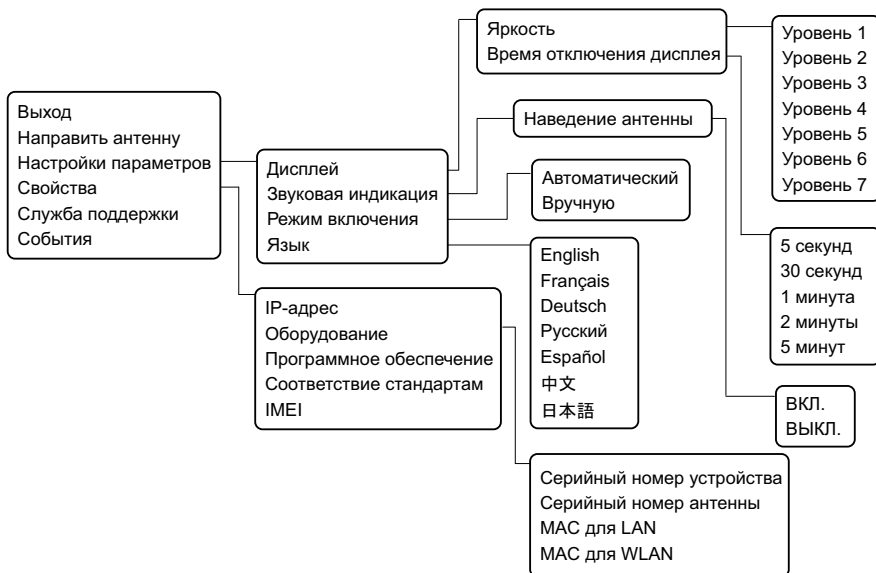 Выход
Направить антенну
Настройки параметров
Свойства
Служба поддержки
События
Дисплей
Звуковая индикация
Режим включения
Язык
Яркость
Время отключения дисплея
Уровень 1
Уровень 2
Уровень 3
Уровень 4
Уровень 5
Уровень 6
Уровень 7
5 секунд
30 секунд
1 минута
2 минуты
5 минут
Наведение антенны
ВКЛ.
ВЫКЛ.
Автоматический
Вручную
English
Français
Deutsch
Русский
Español
中文
日本語
IP-адрес
Оборудование
Программное обеспечение
Соответствие стандартам
IMEI
Серийный номер устройства
Серийный номер антенны
MAC для LAN
MAC для WLAN